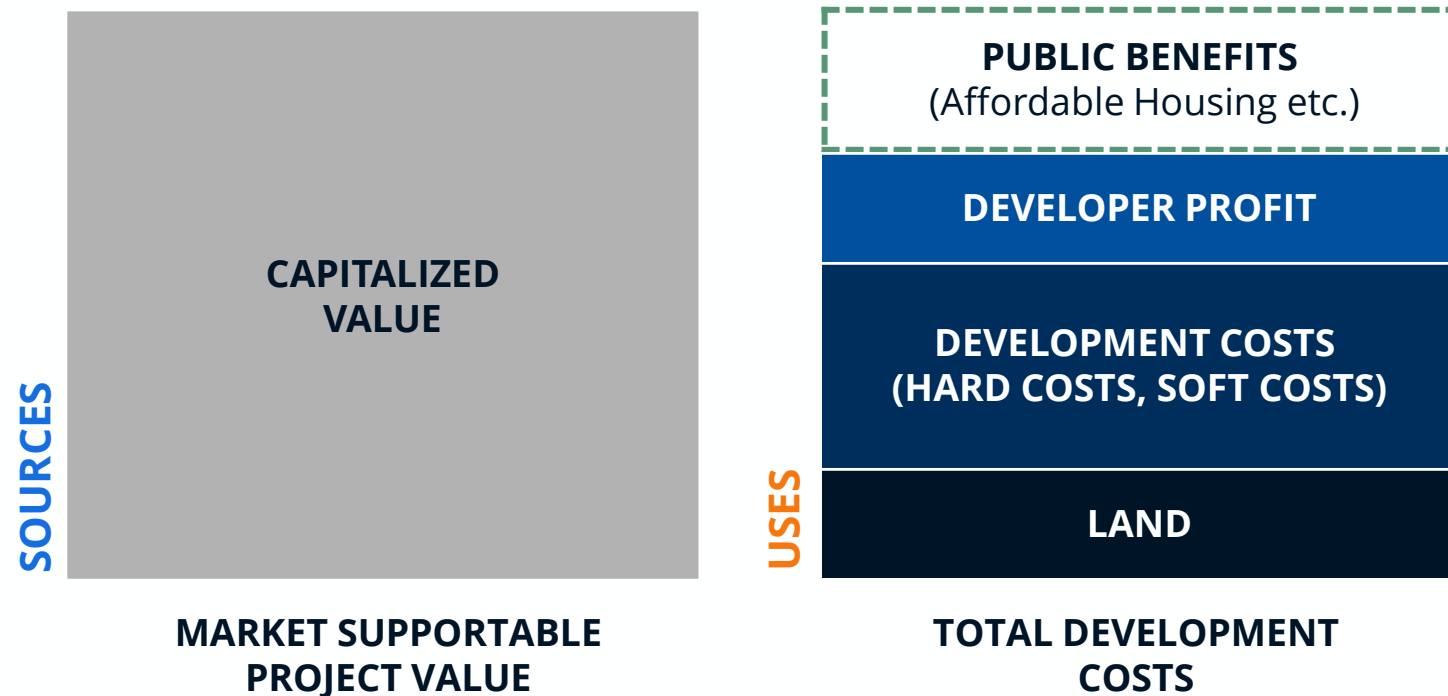 SOURCES
CAPITALIZED
VALUE
MARKET SUPPORTABLE
PROJECT VALUE
USES
PUBLIC BENEFITS
(Affordable Housing etc.)
DEVELOPER PROFIT
DEVELOPMENT COSTS
(HARD COSTS, SOFT COSTS)
LAND
TOTAL DEVELOPMENT
COSTS